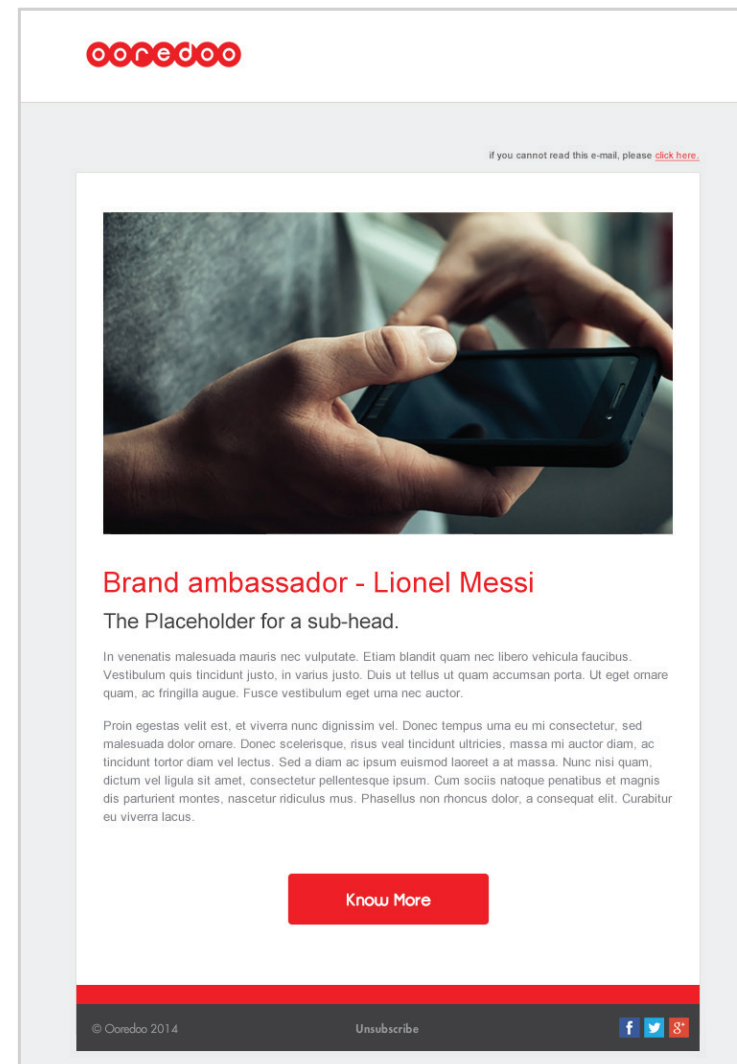 ooredoo
if you cannot read this e-mail, please click here.
Brand ambassador - Lionel Messi
The Placeholder for a sub-head.
In venenatis malesuada mauris nec vulputate. Etiam blandit quam nec libero vehicula faucibus.
Vestibulum quis tincidunt justo, in varius justo. Duis ut tellus ut quam accumsan porta. Ut eget ornare
quam, ac fringilla augue. Fusce vestibulum eget urna nec auctor.
Proin egestas velit est, et viverra nunc dignissim vel. Donec tempus urna eu mi consectetur, sed
malesuada dolor ornare. Donec scelerisque, risus veal tincidunt ultricies, massa mi auctor diam, ac
tincidunt tortor diam vel lectus. Sed a diam ac ipsum euismod laoreet a at massa. Nunc nisi quam,
dictum vel ligula sit amet, consectetur pellentesque ipsum. Cum sociis natoque penatibus et magnis
dis parturient montes, nascetur ridiculus mus. Phasellus non rhoncus dolor, a consequat elit. Curabitur
eu viverra lacus.
Know More
© Ooredoo 2014 Unsubscribe f g+